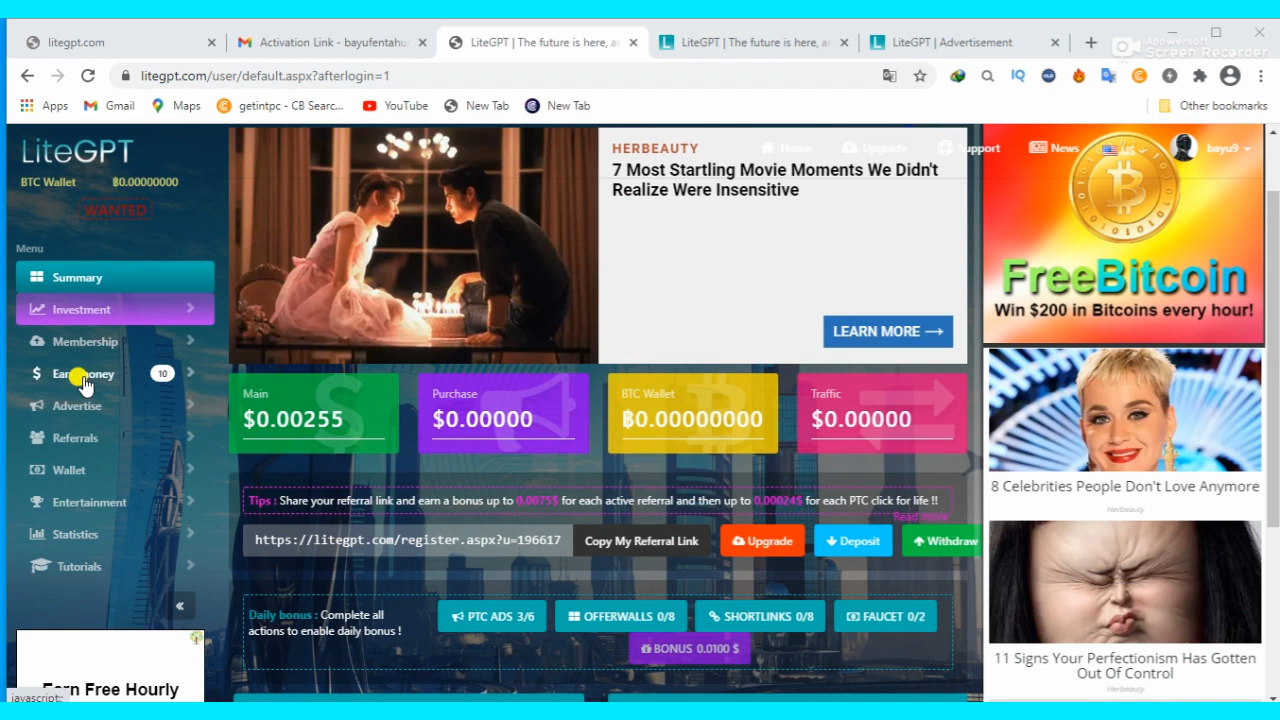 litegpt.com
Activation Link - bayufentahu
LiteGPT | The future is here, a
LiteGPT | The future is here, a
LiteGPT | Advertisement
Apowersoft
Screen Recorder
litegpt.com/user/default.aspx?afterlogin=1
IQ
Apps
Gmail
Maps
getintpc - CB Searc...
YouTube
New Tab
New Tab
Other bookmarks
LiteGPT
BTC Wallet ฿0.00000000
WANTED
Menu
Summary
Investment
Membership
Earn money 10
Advertise
Referrals
Wallet
Entertainment
Statistics
Tutorials
«
Earn Free Hourly
javascript:;
HERBEAUTY
7 Most Startling Movie Moments We Didn't
Realize Were Insensitive
LEARN MORE →
Home
Upgrade
Support
News
US
bayu9
Main
$0.00255
Purchase
$0.00000
BTC Wallet
฿0.00000000
Traffic
$0.00000
Tips : Share your referral link and earn a bonus up to 0.0075$ for each active referral and then up to 0.00024$ for each PTC click for life !!
Read more
https://litegpt.com/register.aspx?u=196617
Copy My Referral Link
Upgrade
Deposit
Withdraw
Daily bonus : Complete all
actions to enable daily bonus !
PTC ADS 3/6
OFFERWALLS 0/8
SHORTLINKS 0/8
FAUCET 0/2
BONUS 0.0100 $
FreeBitcoin
Win $200 in Bitcoins every hour!
8 Celebrities People Don't Love Anymore
Herbeauty
11 Signs Your Perfectionism Has Gotten
Out Of Control
Herbeauty